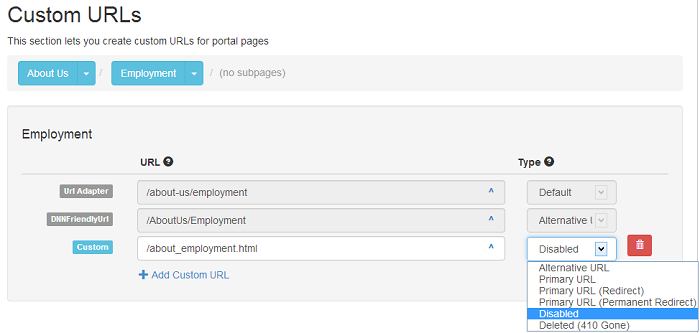 Custom URLs
This section lets you create custom URLs for portal pages
About Us / Employment / (no subpages)
Employment
URL Type
Url Adapter /about-us/employment ^ Default
DNNFriendlyUrl /AboutUs/Employment ^ Alternative U
Custom /about_employment.html ^ Disabled
Add Custom URL
Alternative URL
Primary URL
Primary URL (Redirect)
Primary URL (Permanent Redirect)
Disabled
Deleted (410 Gone)